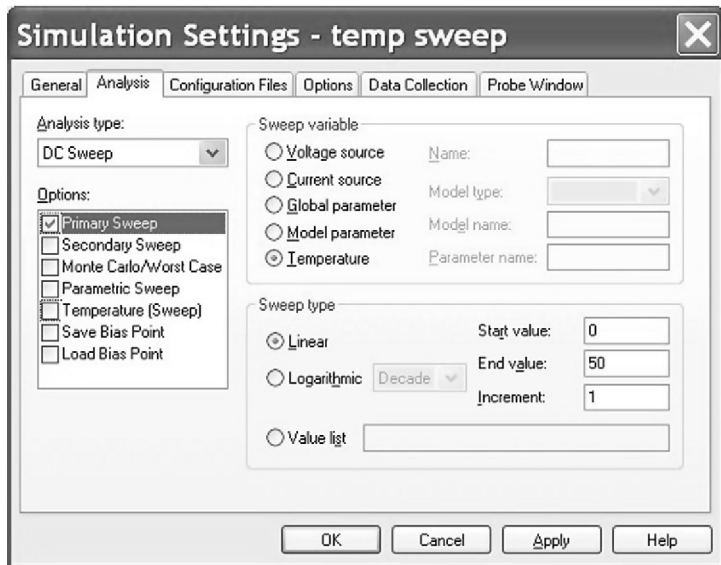 Simulation Settings - temp sweep
General Analysis Configuration Files Options Data Collection Probe Window
Analysis type:
DC Sweep
Options:
Primary Sweep
Secondary Sweep
Monte Carlo/Worst Case
Parametric Sweep
Temperature (Sweep)
Save Bias Point
Load Bias Point
Sweep variable
Voltage source
Current source
Global parameter
Model parameter
Temperature
Name:
Model type:
Model name:
Parameter name:
Sweep type
Linear
Logarithmic Decade
Value list
Start value: 0
End value: 50
Increment: 1
OK Cancel Apply Help